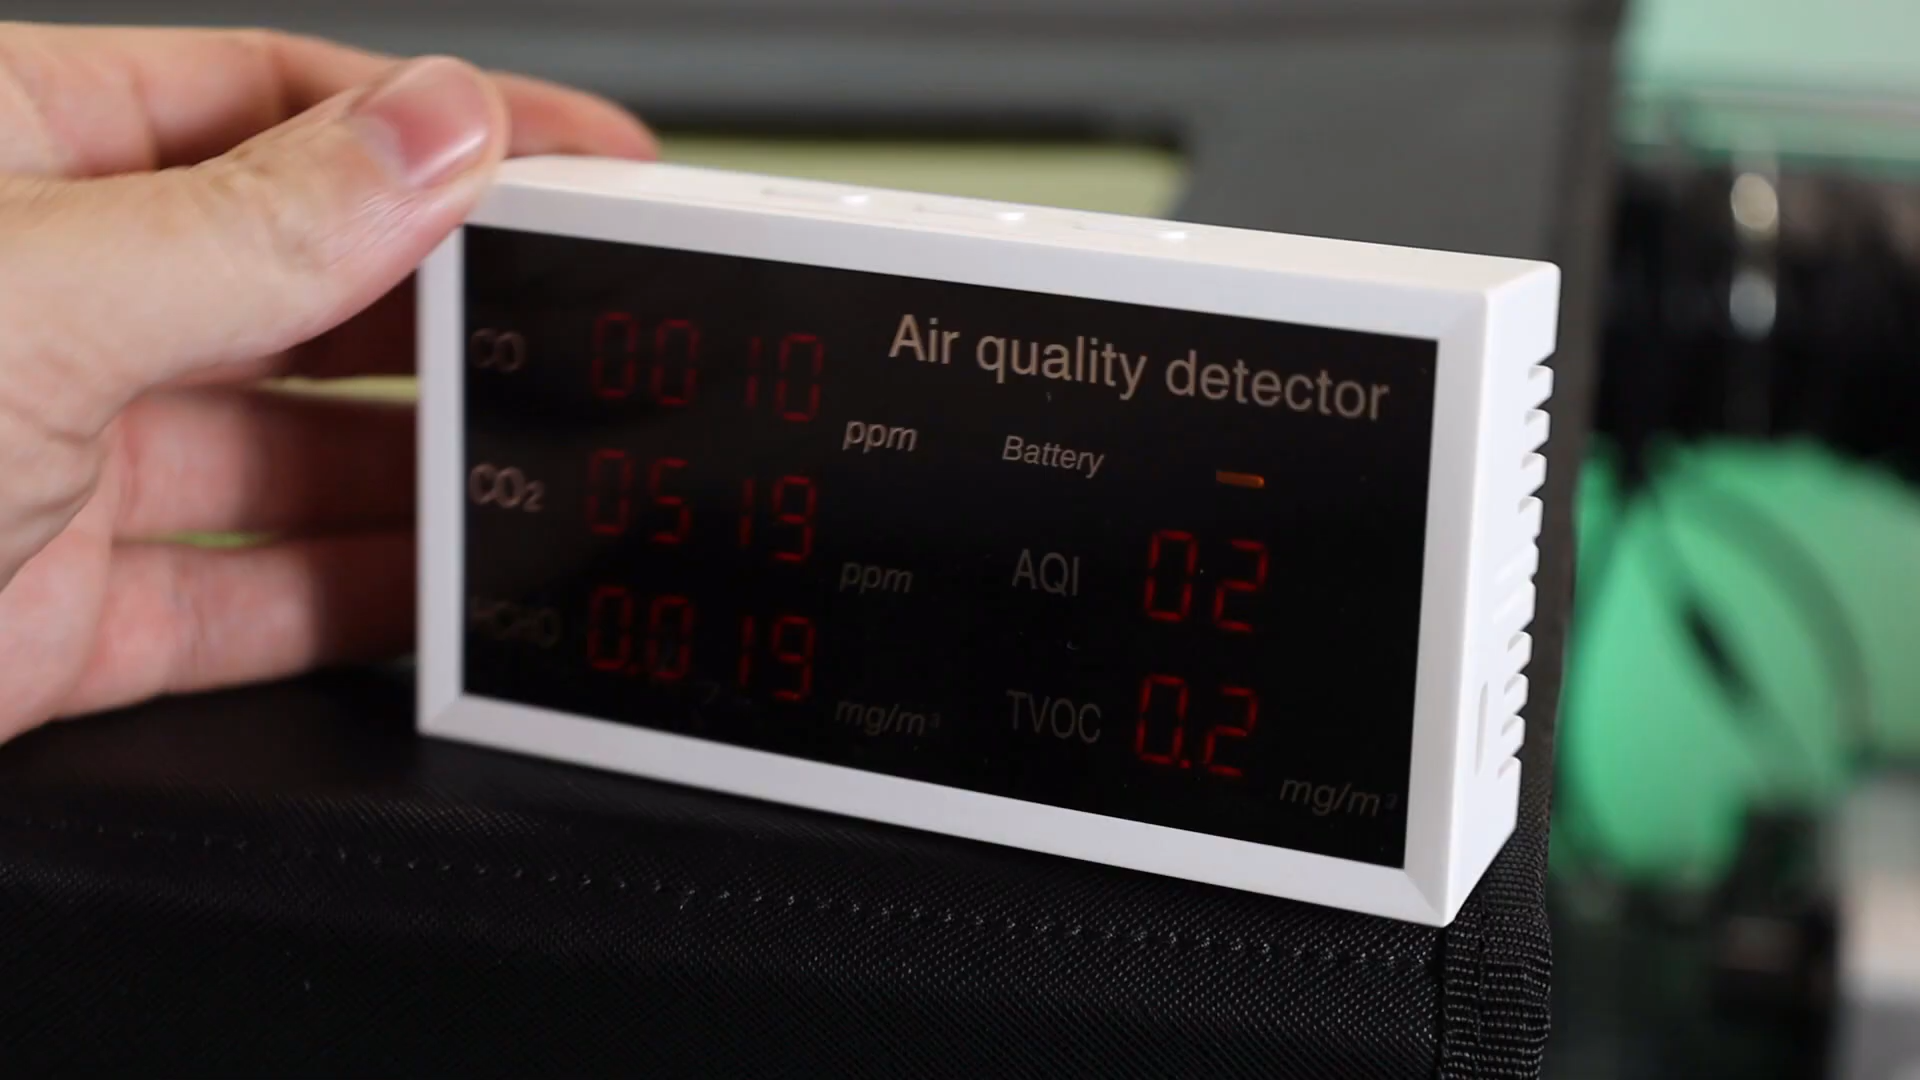 Air quality detector
CO 0010 ppm
CO₂ 0519 ppm
HCHO 0.019 mg/m³
Battery
AQI 02
TVOC 0.2 mg/m³